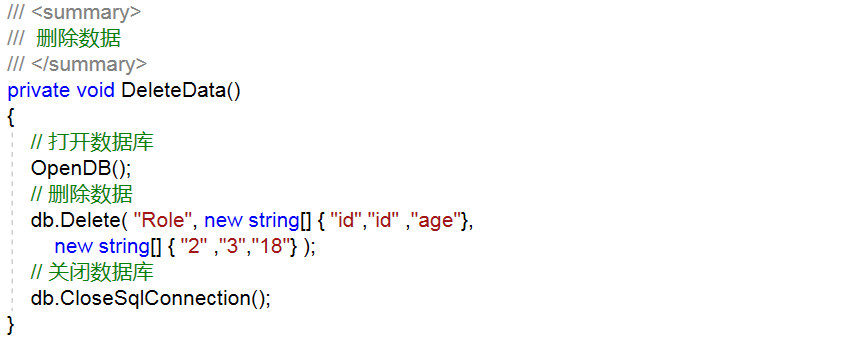 /// <summary>
///  删除数据
/// </summary>
private void DeleteData()
{
    // 打开数据库
    OpenDB();
    // 删除数据
    db.Delete( "Role", new string[] { "id","id" ,"age"},
        new string[] { "2" ,"3","18"} );
    // 关闭数据库
    db.CloseSqlConnection();
}